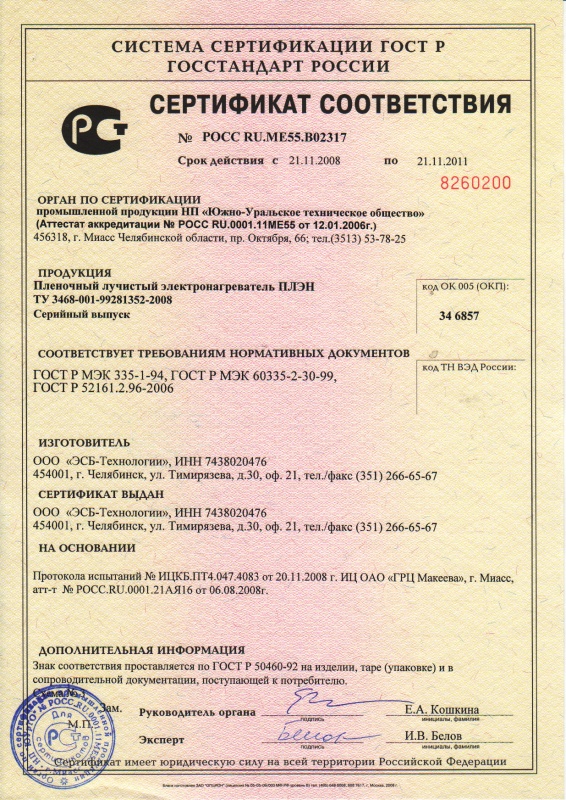 СИСТЕМА СЕРТИФИКАЦИИ ГОСТ Р
ГОССТАНДАРТ РОССИИ
СЕРТИФИКАТ СООТВЕТСТВИЯ
№ РОСС RU.ME55.B02317
Срок действия с 21.11.2008 по 21.11.2011
8260200
ОРГАН ПО СЕРТИФИКАЦИИ
промышленной продукции НП «Южно-Уральское техническое общество»
(Аттестат аккредитации № РОСС RU.0001.11МЕ55 от 12.01.2006г.)
456318, г. Миасс Челябинской области, пр. Октября, 66; тел.(3513) 53-78-25
ПРОДУКЦИЯ
Пленочный лучистый электронагреватель ПЛЭН
ТУ 3468-001-99281352-2008
Серийный выпуск
код ОК 005 (ОКП):
34 6857
СООТВЕТСТВУЕТ ТРЕБОВАНИЯМ НОРМАТИВНЫХ ДОКУМЕНТОВ
ГОСТ Р МЭК 335-1-94, ГОСТ Р МЭК 60335-2-30-99,
ГОСТ Р 52161.2.96-2006
код ТН ВЭД России:
ИЗГОТОВИТЕЛЬ
ООО «ЭСБ-Технологии», ИНН 7438020476
454001, г. Челябинск, ул. Тимирязева, д.30, оф. 21, тел./факс (351) 266-65-67
СЕРТИФИКАТ ВЫДАН
ООО «ЭСБ-Технологии», ИНН 7438020476
454001, г. Челябинск, ул. Тимирязева, д.30, оф. 21, тел./факс (351) 266-65-67
НА ОСНОВАНИИ
Протокола испытаний № ИЦКБ.ПТ4.047.4083 от 20.11.2008 г. ИЦ ОАО «ГРЦ Макеева», г. Миасс,
атт-т № РОСС.RU.0001.21АЯ16 от 06.08.2008г.
ДОПОЛНИТЕЛЬНАЯ ИНФОРМАЦИЯ
Знак соответствия проставляется по ГОСТ Р 50460-92 на изделии, таре (упаковке) и в
сопроводительной документации, поступающей к потребителю.
Схема № 3
Зам.
М.П.
Руководитель органа
подпись
Е.А. Кошкина
инициалы, фамилия
Эксперт
подпись
И.В. Белов
инициалы, фамилия
Для
сертификатов
Сертификат имеет юридическую силу на всей территории Российской Федерации